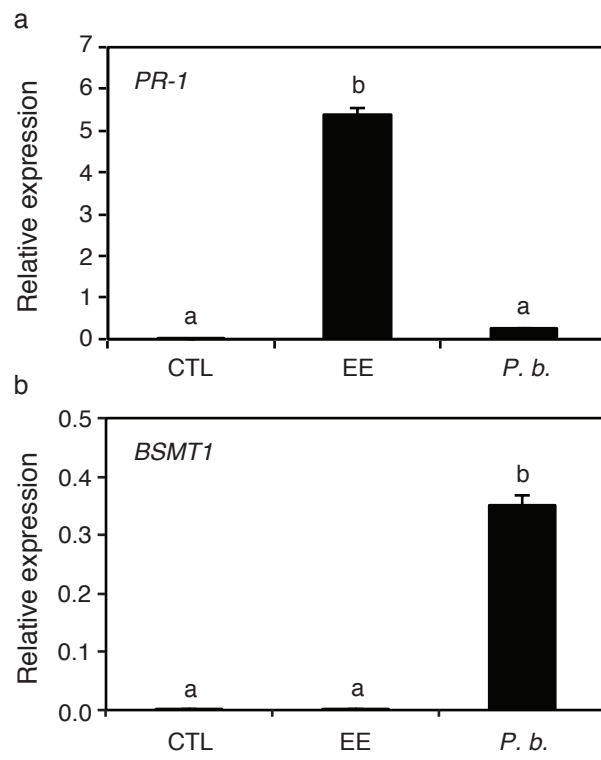 a
7
6
5
4
3
2
1
0
Relative expression
PR-1
a
b
a
CTL EE P. b.
b
0.5
0.4
0.3
0.2
0.1
0.0
Relative expression
BSMT1
a
a
b
CTL EE P. b.